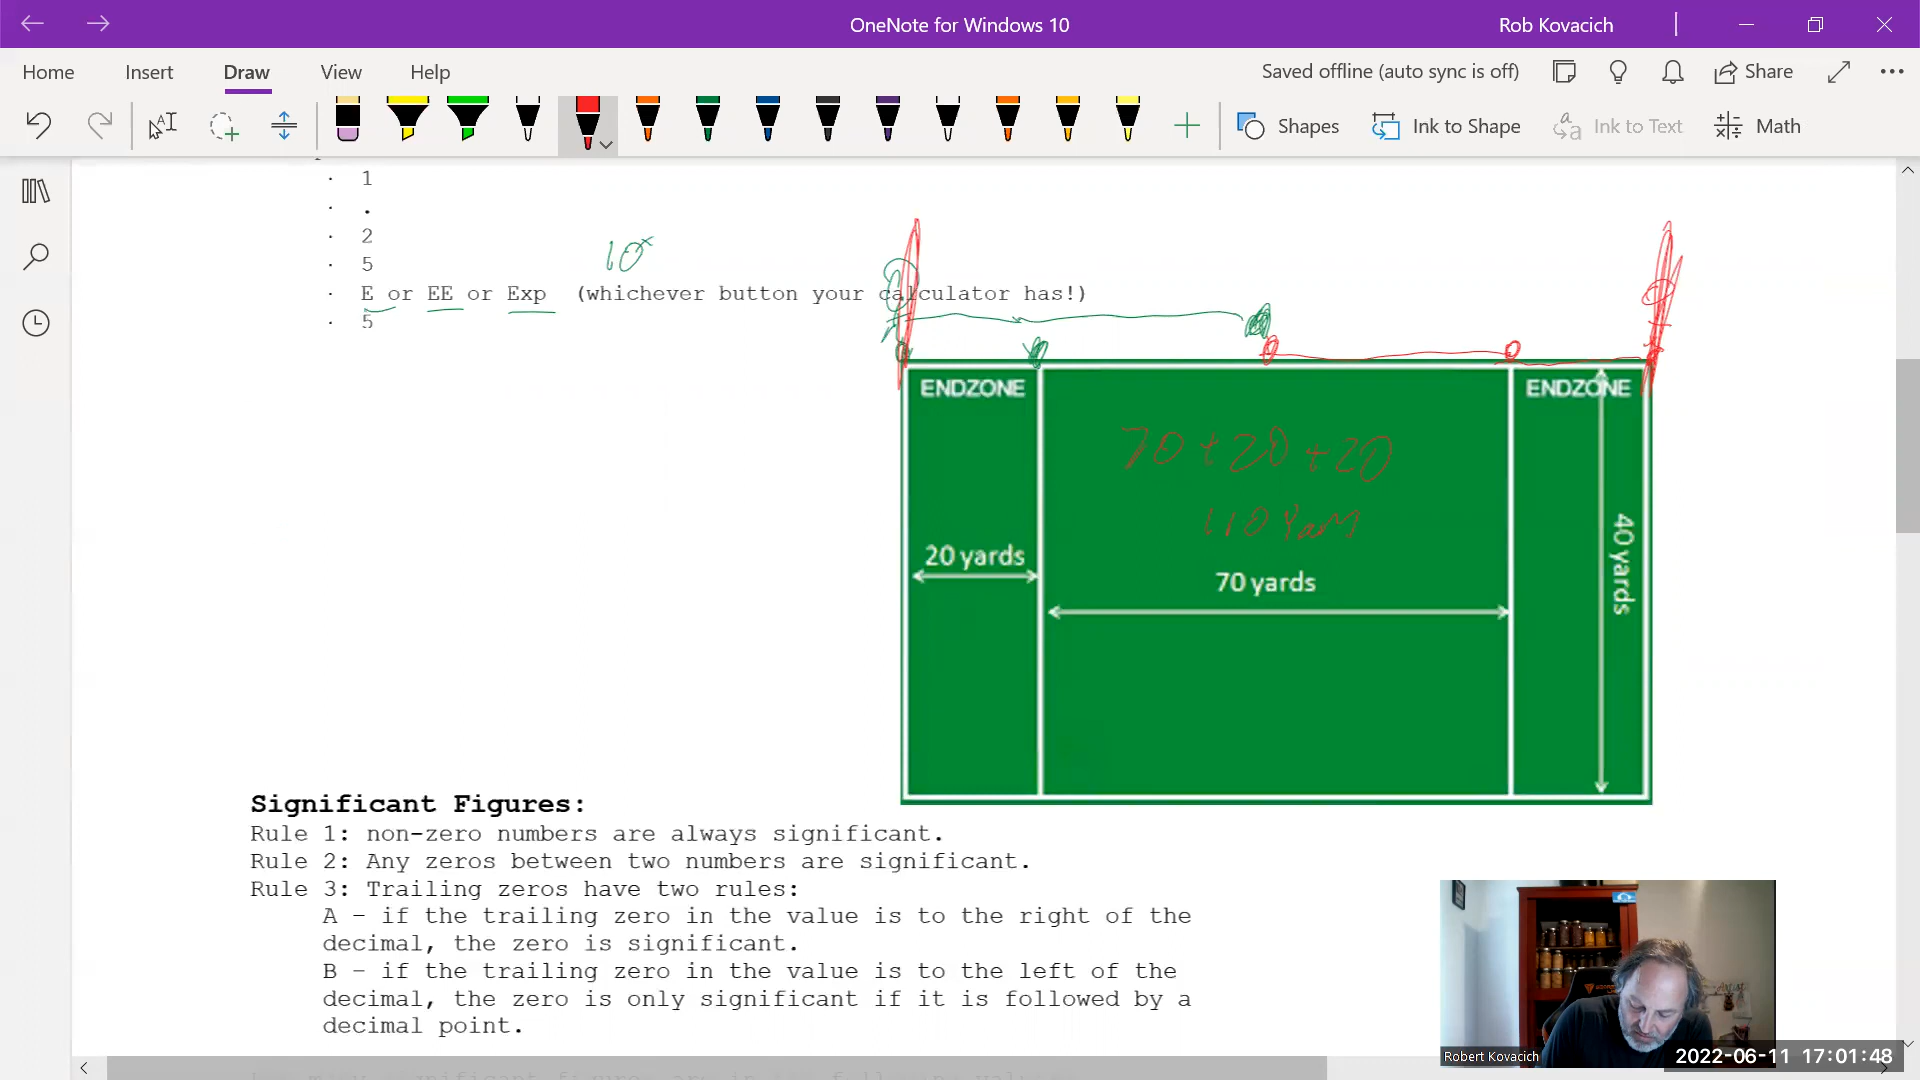 OneNote for Windows 10
Rob Kovacich
Home Insert Draw View Help
Saved offline (auto sync is off)
Share
Shapes
Ink to Shape
Ink to Text
Math
· 1
· .
· 2
· 5
10ˣ
· E or EE or Exp (whichever button your calculator has!)
· 5
ENDZONE
ENDZONE
70 + 20 + 20
110 Yard
20 yards
70 yards
40 yards
Significant Figures:
Rule 1: non-zero numbers are always significant.
Rule 2: Any zeros between two numbers are significant.
Rule 3: Trailing zeros have two rules:
A – if the trailing zero in the value is to the right of the
decimal, the zero is significant.
B – if the trailing zero in the value is to the left of the
decimal, the zero is only significant if it is followed by a
decimal point.
Robert Kovacich
2022-06-11 17:01:48